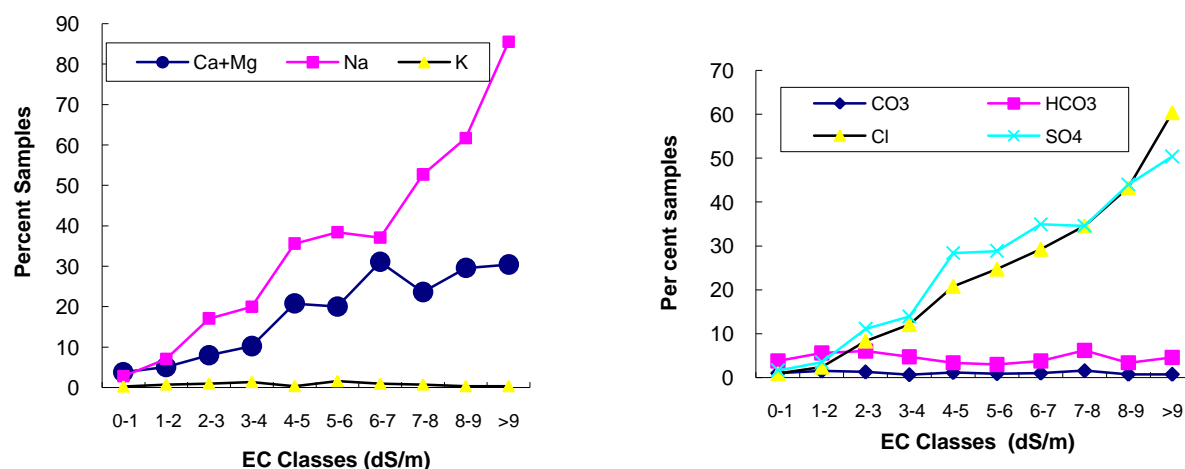 90
80
70
60
50
40
30
20
10
0
Percent Samples
Ca+Mg Na K
0-1 1-2 2-3 3-4 4-5 5-6 6-7 7-8 8-9 >9
EC Classes (dS/m)
70
60
50
40
30
20
10
0
Per cent samples
CO3 HCO3
Cl SO4
0-1 1-2 2-3 3-4 4-5 5-6 6-7 7-8 8-9 >9
EC Classes (dS/m)